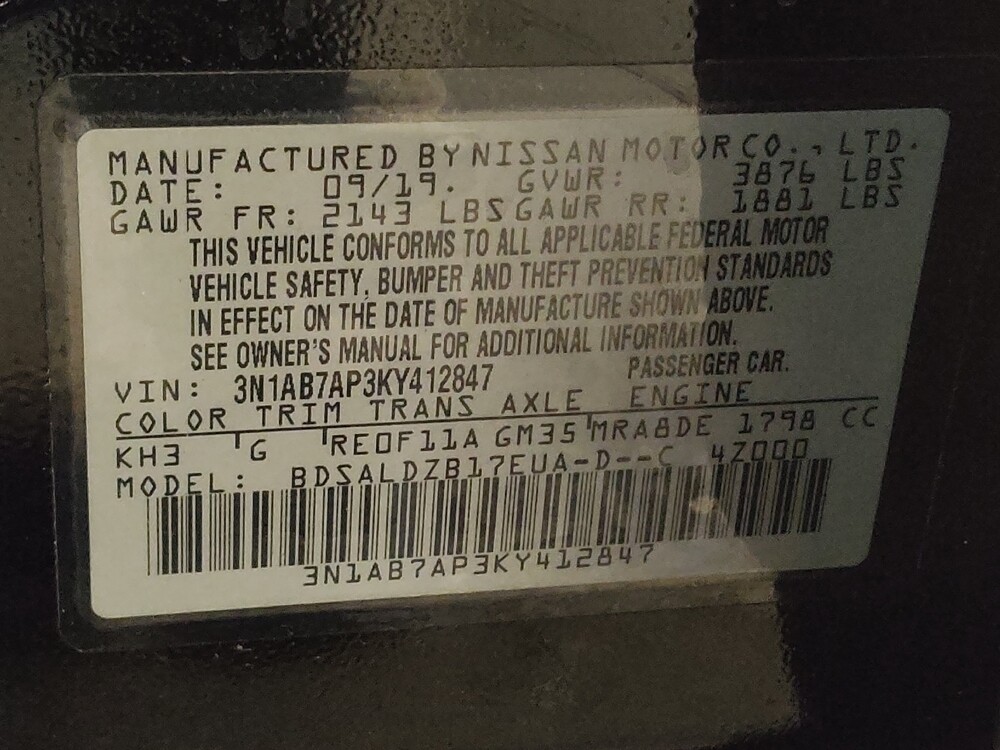 MANUFACTURED BY NISSAN MOTOR CO., LTD.
DATE: 09/19. GVWR: 3876 LBS
GAWR FR: 2143 LBS GAWR RR: 1881 LBS
THIS VEHICLE CONFORMS TO ALL APPLICABLE FEDERAL MOTOR
VEHICLE SAFETY, BUMPER AND THEFT PREVENTION STANDARDS
IN EFFECT ON THE DATE OF MANUFACTURE SHOWN ABOVE.
SEE OWNER'S MANUAL FOR ADDITIONAL INFORMATION.
VIN: 3N1AB7AP3KY412847 PASSENGER CAR.
COLOR TRIM TRANS AXLE ENGINE
KH3 G RE0F11A GM35 MRA8DE 1798 CC
MODEL: BDSALDZB17EUA-D--C 4Z000
3N1AB7AP3KY412847